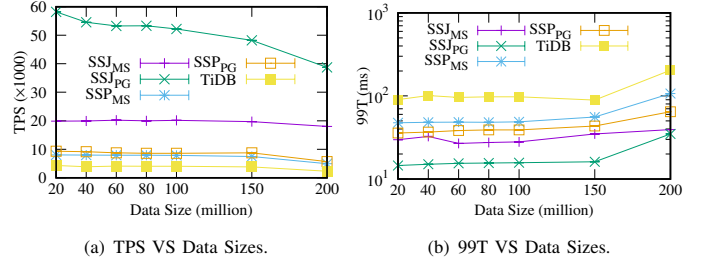 60
50
40
30
20
10
0
TPS (×1000)
SSJMS
SSJPG
SSPMS
SSPPG
TiDB
20 40 60 80 100 150 200
Data Size (million)
(a) TPS VS Data Sizes.
10³
10²
10¹
99T (ms)
SSJMS
SSJPG
SSPMS
SSPPG
TiDB
20 40 60 80 100 150 200
Data Size (million)
(b) 99T VS Data Sizes.